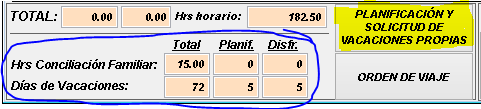 TOTAL: 0.00 0.00 Hrs horario: 182.50
PLANIFICACIÓN Y
SOLICITUD DE
VACACIONES PROPIAS
Total Planif. Disfr.
Hrs Conciliación Familiar: 15.00 0 0
Días de Vacaciones: 72 5 5
ORDEN DE VIAJE